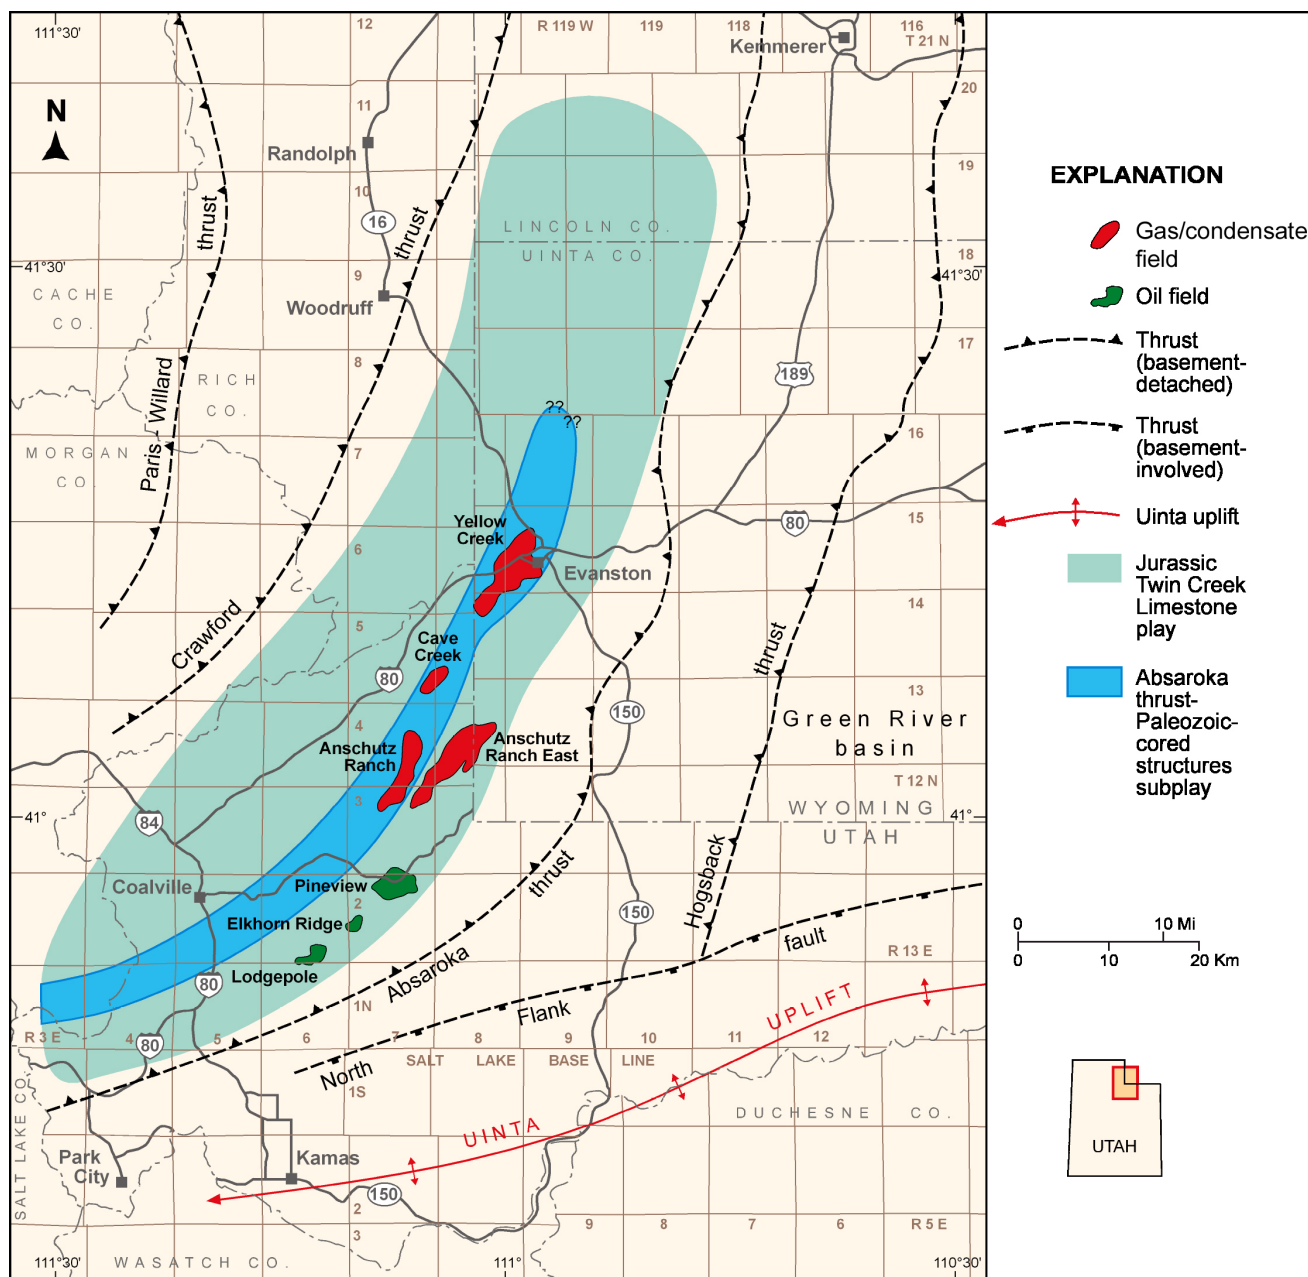 111°30'
12
R 119 W
119
118
116
T 21 N
Kemmerer
20
N
11
Randolph
19
10
thrust
16
thrust
LINCOLN CO.
UINTA CO.
18
41°30'
9
41°30'
CACHE
CO.
Woodruff
17
8
189
RICH
CO.
Paris - Willard
??
??
16
MORGAN
CO.
7
15
80
Yellow
Creek
6
Evanston
14
5
Crawford
Cave
Creek
thrust
80
13
150
Green River
basin
4
Anschutz
Ranch
Anschutz
Ranch East
T 12 N
3
WYOMING
UTAH
41°
41°
84
thrust
Hogsback
Coalville
Pineview
2
150
Elkhorn Ridge
fault
R 13 E
Lodgepole
Absaroka
80
1N
Flank
UPLIFT
R 3 E
4
80
5
6
7
8
9
10
11
12
SALT LAKE BASE LINE
North
1S
DUCHESNE CO.
UINTA
SALT LAKE CO.
Park
City
Kamas
150
2
3
9
8
7
6
R 5 E
WASATCH CO.
111°30'
111°
110°30'
EXPLANATION
Gas/condensate
field
Oil field
Thrust
(basement-
detached)
Thrust
(basement-
involved)
Uinta uplift
Jurassic
Twin Creek
Limestone
play
Absaroka
thrust-
Paleozoic-
cored
structures
subplay
0 10 Mi
0 10 20 Km
UTAH